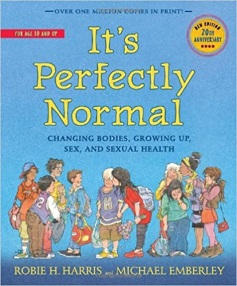 —OVER ONE MILLION COPIES IN PRINT!—
FOR AGE 10 AND UP
NEW EDITION
20TH
ANNIVERSARY
It's
Perfectly
Normal
CHANGING BODIES, GROWING UP,
SEX, AND SEXUAL HEALTH
ROBIE H. HARRIS and MICHAEL EMBERLEY